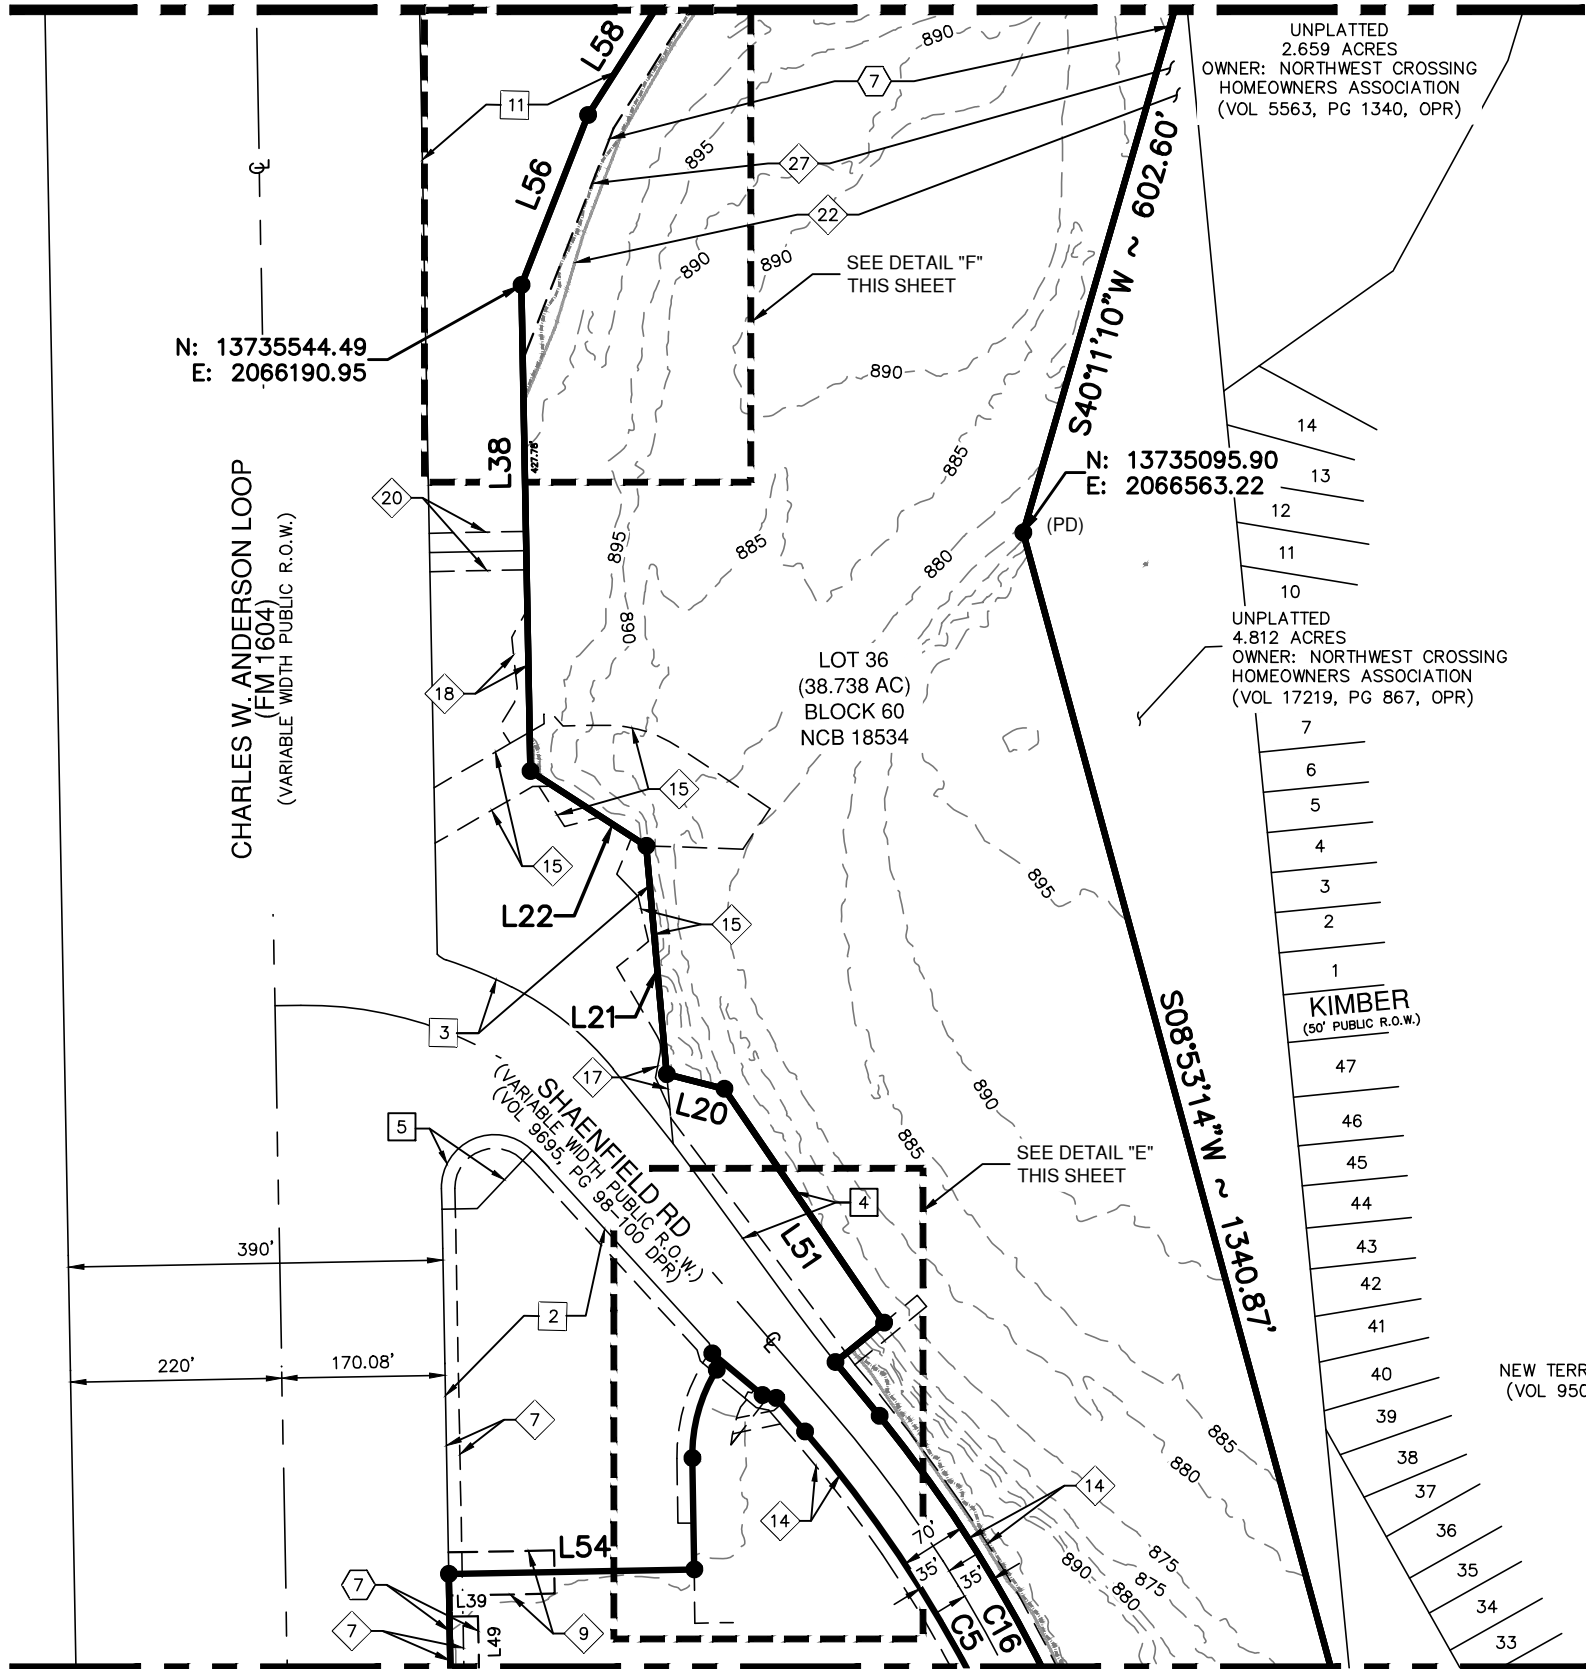 UNPLATTED
2.659 ACRES
OWNER: NORTHWEST CROSSING
HOMEOWNERS ASSOCIATION
(VOL 5563, PG 1340, OPR)
L58
890
7
11
895
27
L56
22
S40°11'10"W ~ 602.60'
890
890
SEE DETAIL "F"
THIS SHEET
N: 13735544.49
E: 2066190.95
890
L38
427.78'
885
N: 13735095.90
E: 2066563.22
(PD)
14
13
12
11
10
20
895
885
880
CHARLES W. ANDERSON LOOP
(FM 1604)
(VARIABLE WIDTH PUBLIC R.O.W.)
890
UNPLATTED
4.812 ACRES
OWNER: NORTHWEST CROSSING
HOMEOWNERS ASSOCIATION
(VOL 17219, PG 867, OPR)
LOT 36
(38.738 AC)
BLOCK 60
NCB 18534
18
15
15
7
6
5
4
3
2
1
895
L22
15
L21
3
KIMBER
(50' PUBLIC R.O.W.)
S08°53'14"W ~ 1340.87'
17
L20
47
46
45
44
43
42
41
40
39
38
37
36
35
34
33
890
885
SHAENFIELD RD
(VARIABLE WIDTH PUBLIC R.O.W.)
(VOL 9695, PG 98-100 DPR)
5
SEE DETAIL "E"
THIS SHEET
4
L51
390'
2
220'
170.08'
NEW TERR
(VOL 950
7
885
880
14
14
L54
70'
35'
35'
890
880
875
875
7
L39
7
L49
9
C5
C16